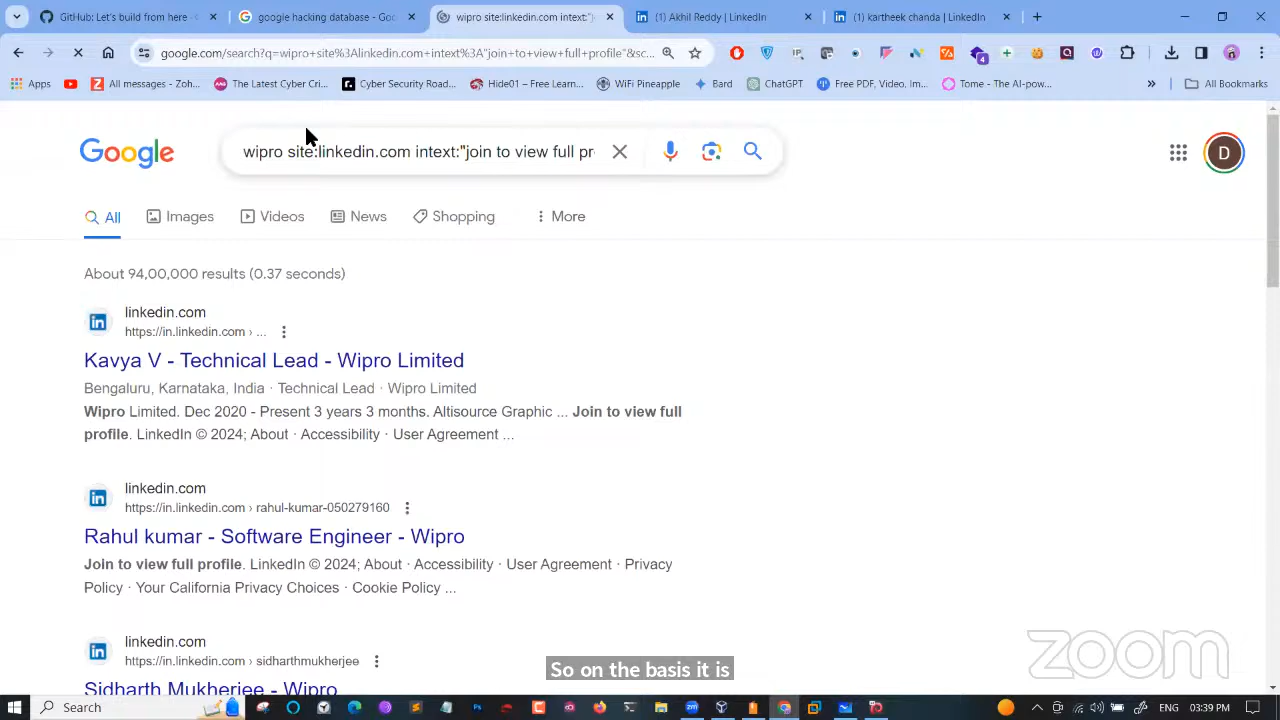 GitHub: Let's build from here -
google hacking database - Goo
wipro site:linkedin.com intext:"j
(1) Akhil Reddy | LinkedIn
kartheek chanda | LinkedIn
google.com/search?q=wipro+site%3Alinkedin.com+intext%3A"join+to+view+full+profile"&sc...
Apps
All messages - Zoh...
The Latest Cyber Cri...
Cyber Security Road...
Hide01 – Free Learn...
WiFi Pineapple
Bard
ChatGPT
Free PDF, Video, Im...
Tome - The AI-pow...
All Bookmarks
Google
wipro site:linkedin.com intext:"join to view full pr
D
All
Images
Videos
News
Shopping
More
About 94,00,000 results (0.37 seconds)
linkedin.com
https://in.linkedin.com › ...
Kavya V - Technical Lead - Wipro Limited
Bengaluru, Karnataka, India · Technical Lead · Wipro Limited
Wipro Limited. Dec 2020 - Present 3 years 3 months. Altisource Graphic ... Join to view full
profile. LinkedIn © 2024; About · Accessibility · User Agreement ...
linkedin.com
https://in.linkedin.com › rahul-kumar-050279160
Rahul kumar - Software Engineer - Wipro
Join to view full profile. LinkedIn © 2024; About · Accessibility · User Agreement · Privacy
Policy · Your California Privacy Choices · Cookie Policy ...
linkedin.com
https://in.linkedin.com › sidharthmukherjee
Sidharth Mukherjee - Wipro
So on the basis it is
zoom
Search
ENG
03:39 PM